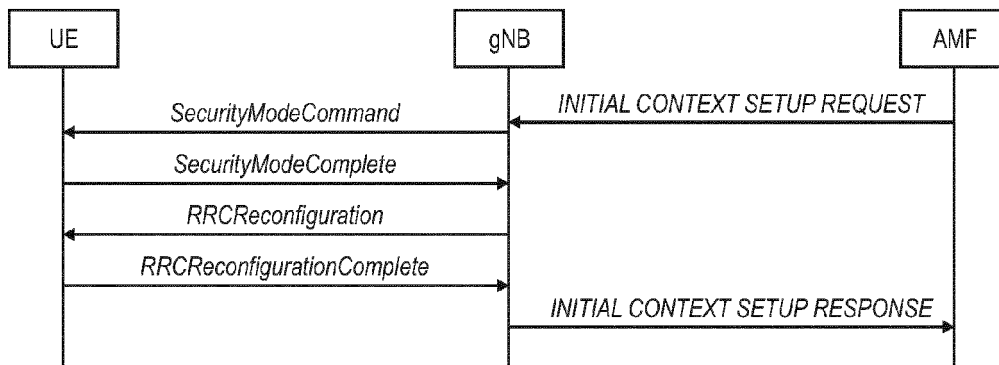 UE
gNB
AMF
INITIAL CONTEXT SETUP REQUEST
SecurityModeCommand
SecurityModeComplete
RRCReconfiguration
RRCReconfigurationComplete
INITIAL CONTEXT SETUP RESPONSE